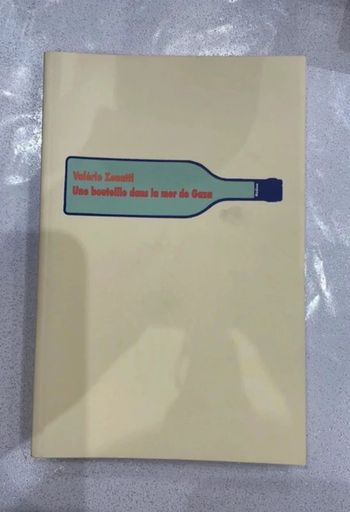 Valérie Zenatti
Une bouteille dans la mer de Gaza